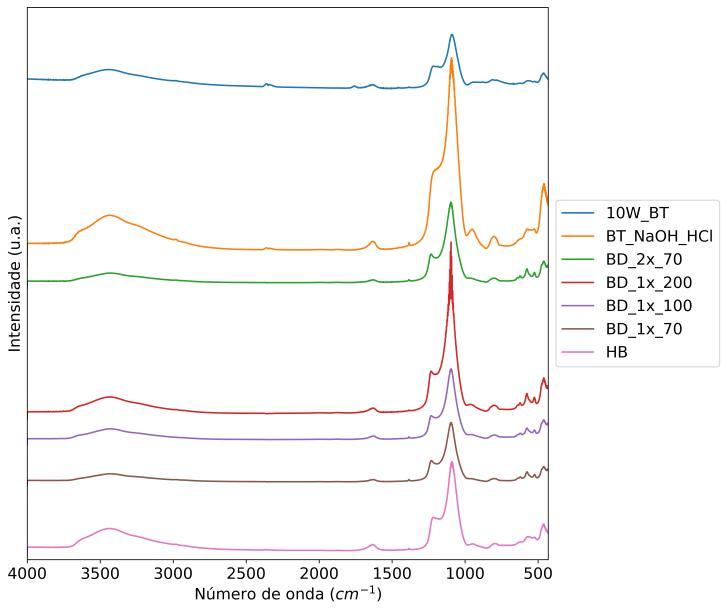 Intensidade (u.a.)
10W_BT
BT_NaOH_HCl
BD_2x_70
BD_1x_200
BD_1x_100
BD_1x_70
HB
4000 3500 3000 2500 2000 1500 1000 500
Número de onda (cm⁻¹)